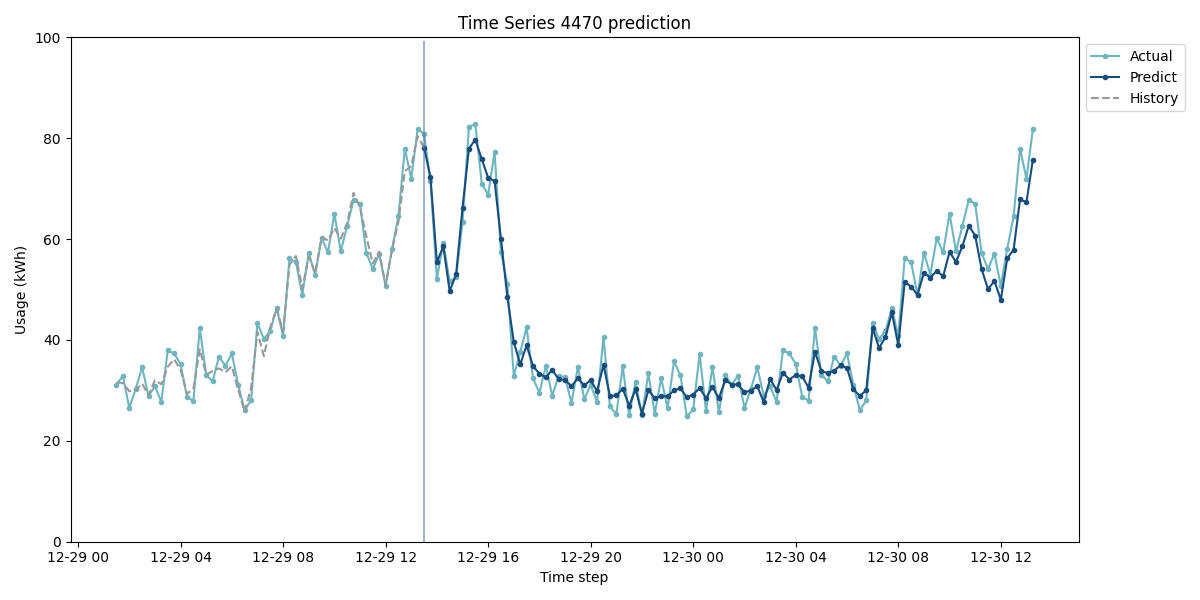 Time Series 4470 prediction
100
80
60
40
20
0
Usage (kWh)
12-29 00
12-29 04
12-29 08
12-29 12
12-29 16
12-29 20
12-30 00
12-30 04
12-30 08
12-30 12
Time step
Actual
Predict
History